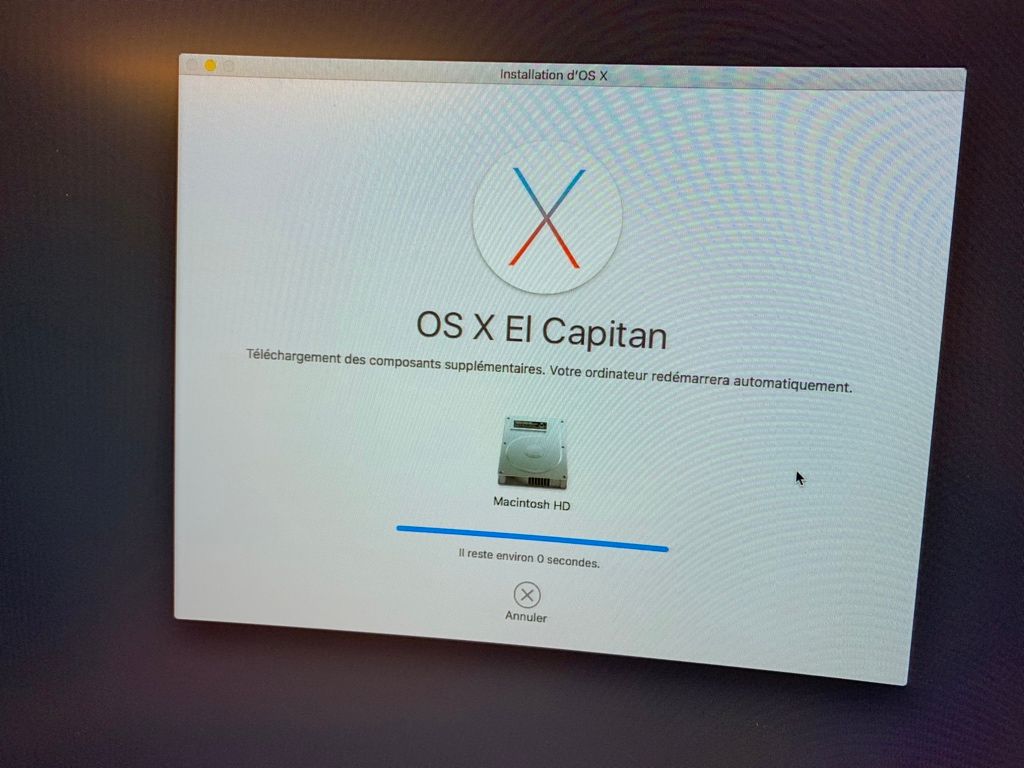 Installation d'OS X
OS X El Capitan
Téléchargement des composants supplémentaires. Votre ordinateur redémarrera automatiquement.
Macintosh HD
Il reste environ 0 secondes.
Annuler